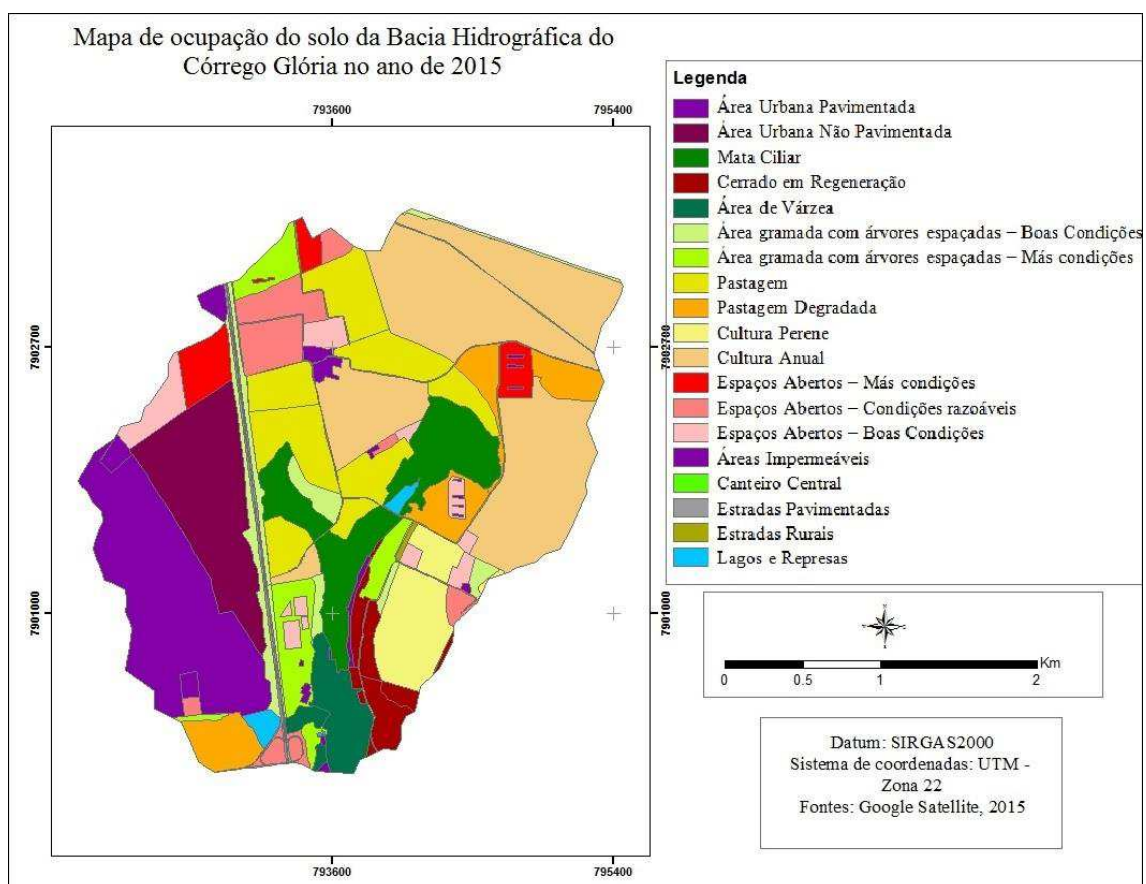 Mapa de ocupação do solo da Bacia Hidrográfica do
Córrego Glória no ano de 2015
793600
795400
7902700
7902700
7901000
7901000
793600
795400
Legenda
Área Urbana Pavimentada
Área Urbana Não Pavimentada
Mata Ciliar
Cerrado em Regeneração
Área de Várzea
Área gramada com árvores espaçadas – Boas Condições
Área gramada com árvores espaçadas – Más condições
Pastagem
Pastagem Degradada
Cultura Perene
Cultura Anual
Espaços Abertos – Más condições
Espaços Abertos – Condições razoáveis
Espaços Abertos – Boas Condições
Áreas Impermeáveis
Canteiro Central
Estradas Pavimentadas
Estradas Rurais
Lagos e Represas
Km
0 0.5 1 2
Datum: SIRGAS2000
Sistema de coordenadas: UTM -
Zona 22
Fontes: Google Satellite, 2015